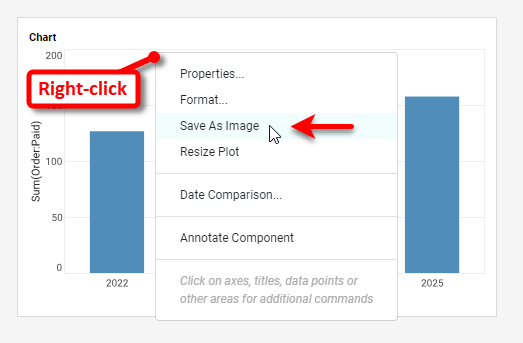 Chart
200
Right-click
Properties...
Format...
Save As Image
Resize Plot
Date Comparison...
Annotate Component
Click on axes, titles, data points or
other areas for additional commands
Sum(Order:Paid)
100
50
0
2022
2025